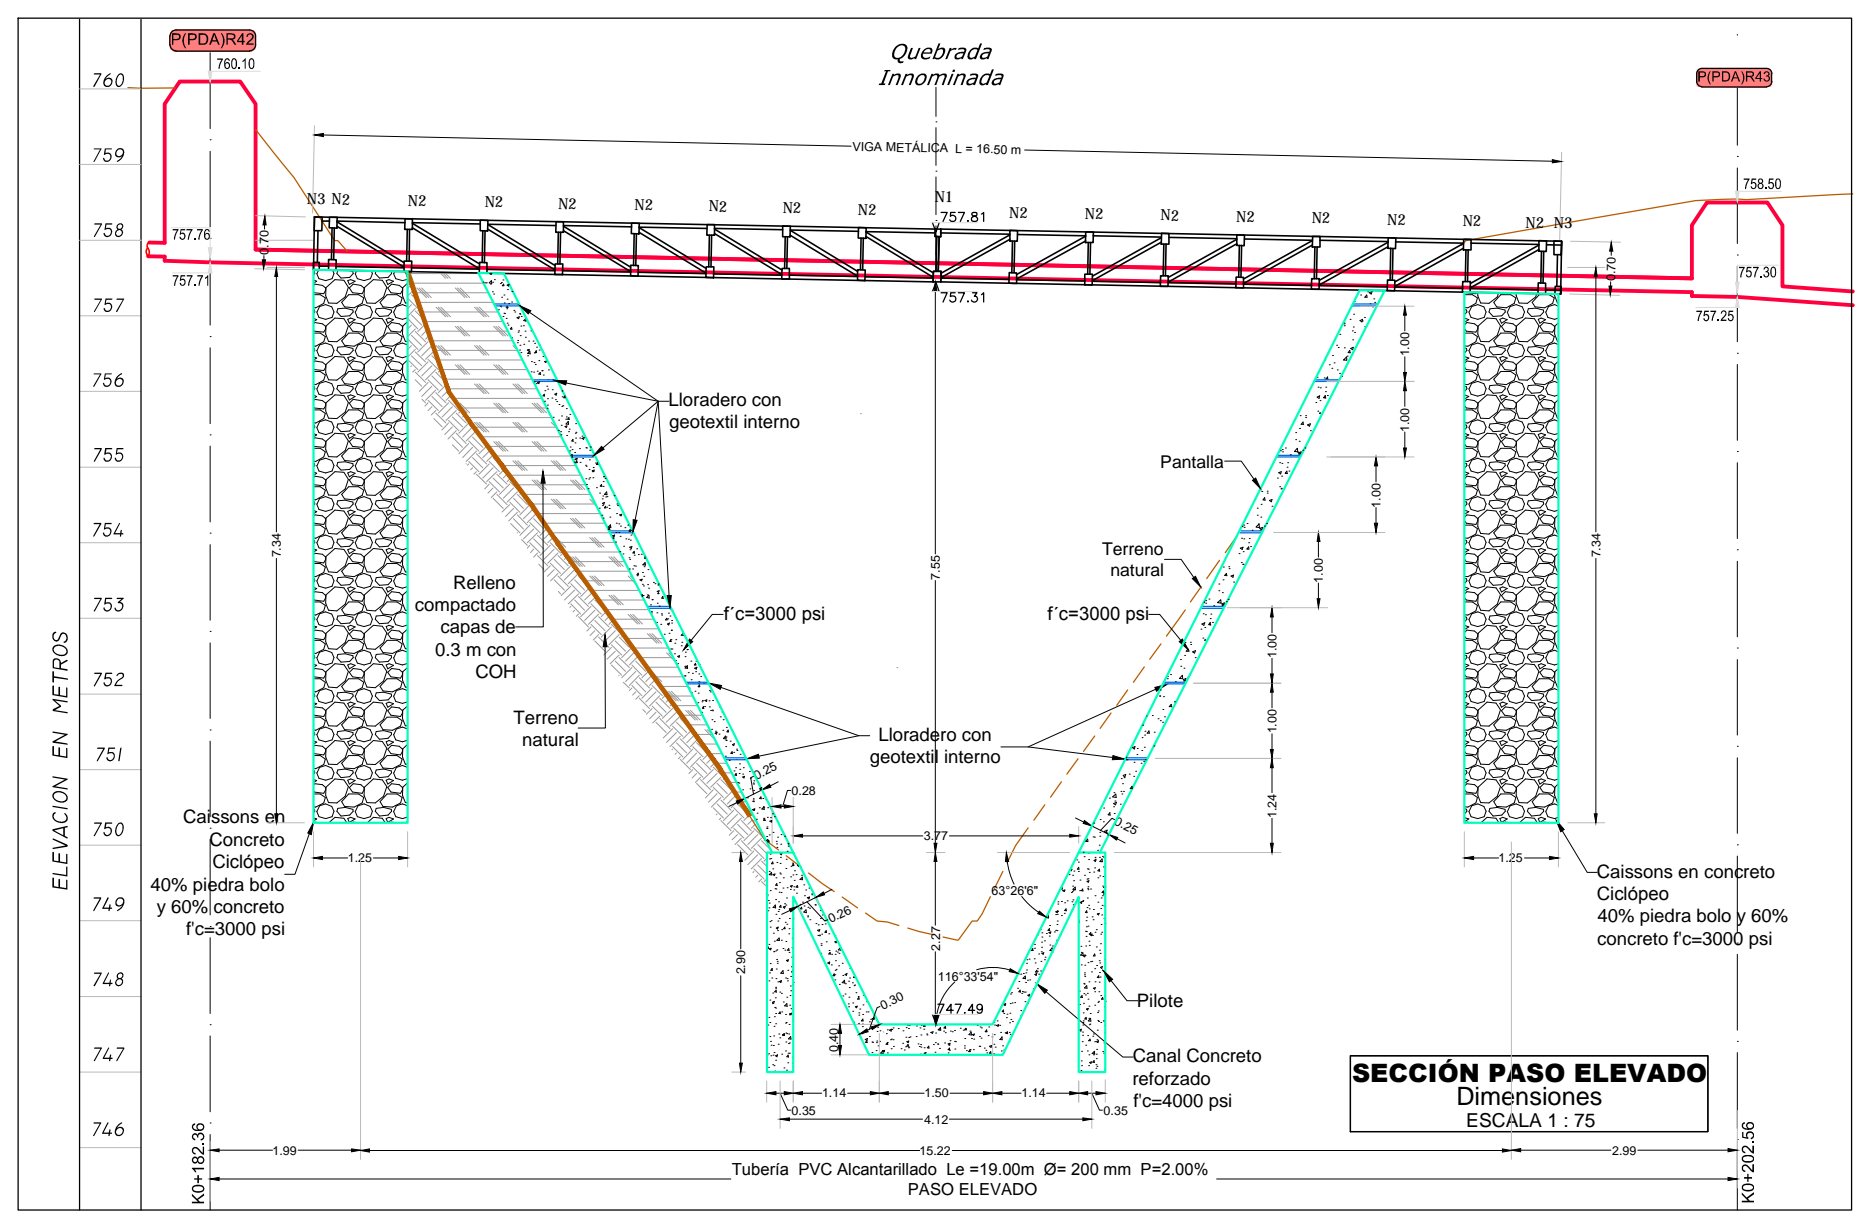 P(PDA)R42
760.10
Quebrada
Innominada
P(PDA)R43
758.50
VIGA METÁLICA L = 16.50 m
ELEVACION EN METROS
760
759
758
757
756
755
754
753
752
751
750
749
748
747
746
N3 N2 N2 N2 N2 N2 N2 N2 N2 N1 N2 N2 N2 N2 N2 N2 N2 N2 N3
757.76
757.71
0.70
757.81
757.31
0.70
757.30
757.25
Lloradero con
geotextil interno
Pantalla
Terreno
natural
1.00
1.00
1.00
1.00
1.00
1.00
1.24
7.34
7.55
7.34
Relleno
compactado
capas de
0.3 m con
COH
f´c=3000 psi
f´c=3000 psi
Terreno
natural
Lloradero con
geotextil interno
0.25
0.28
3.77
0.25
Caissons en
Concreto
Ciclópeo
40% piedra bolo
y 60% concreto
f'c=3000 psi
1.25
1.25
Caissons en concreto
Ciclópeo
40% piedra bolo y 60%
concreto f'c=3000 psi
63°26'6"
0.26
2.90
2.27
116°33'54"
0.30
747.49
0.40
Pilote
Canal Concreto
reforzado
f'c=4000 psi
1.14
1.50
1.14
0.35
4.12
0.35
SECCIÓN PASO ELEVADO
Dimensiones
ESCALA 1 : 75
K0+182.36
1.99
15.22
2.99
K0+202.56
Tubería PVC Alcantarillado Le =19.00m Ø= 200 mm P=2.00%
PASO ELEVADO